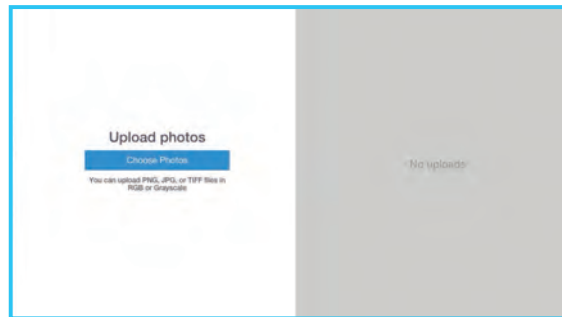 Upload photos
Choose Photos
You can upload PNG, JPG, or TIFF files in
RGB or Grayscale
No uploads